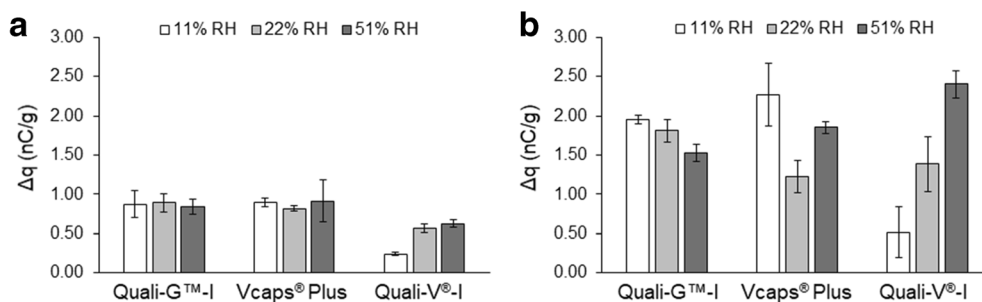 a
3.00
11% RH 22% RH 51% RH
2.50
2.00
1.50
1.00
0.50
0.00
Δq (nC/g)
Quali-G™-I Vcaps® Plus Quali-V®-I
b
3.00
11% RH 22% RH 51% RH
2.50
2.00
1.50
1.00
0.50
0.00
Δq (nC/g)
Quali-G™-I Vcaps® Plus Quali-V®-I